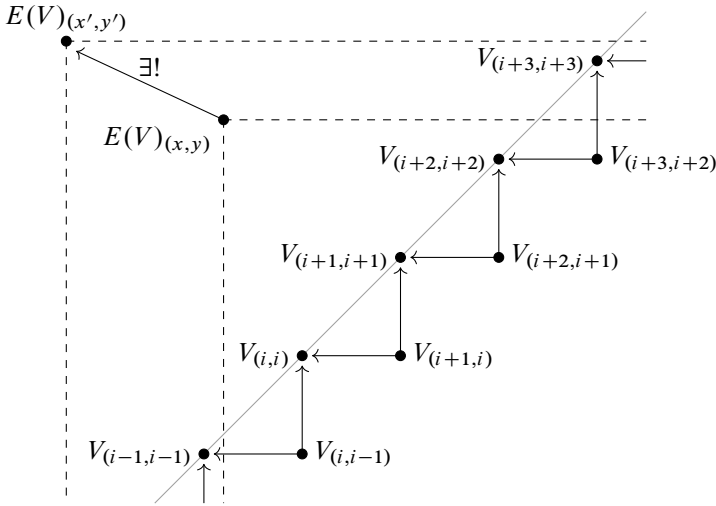 E(V)_{(x′,y′)}
∃!
V_{(i+3,i+3)}
E(V)_{(x,y)}
V_{(i+2,i+2)} V_{(i+3,i+2)}
V_{(i+1,i+1)} V_{(i+2,i+1)}
V_{(i,i)} V_{(i+1,i)}
V_{(i−1,i−1)} V_{(i,i−1)}